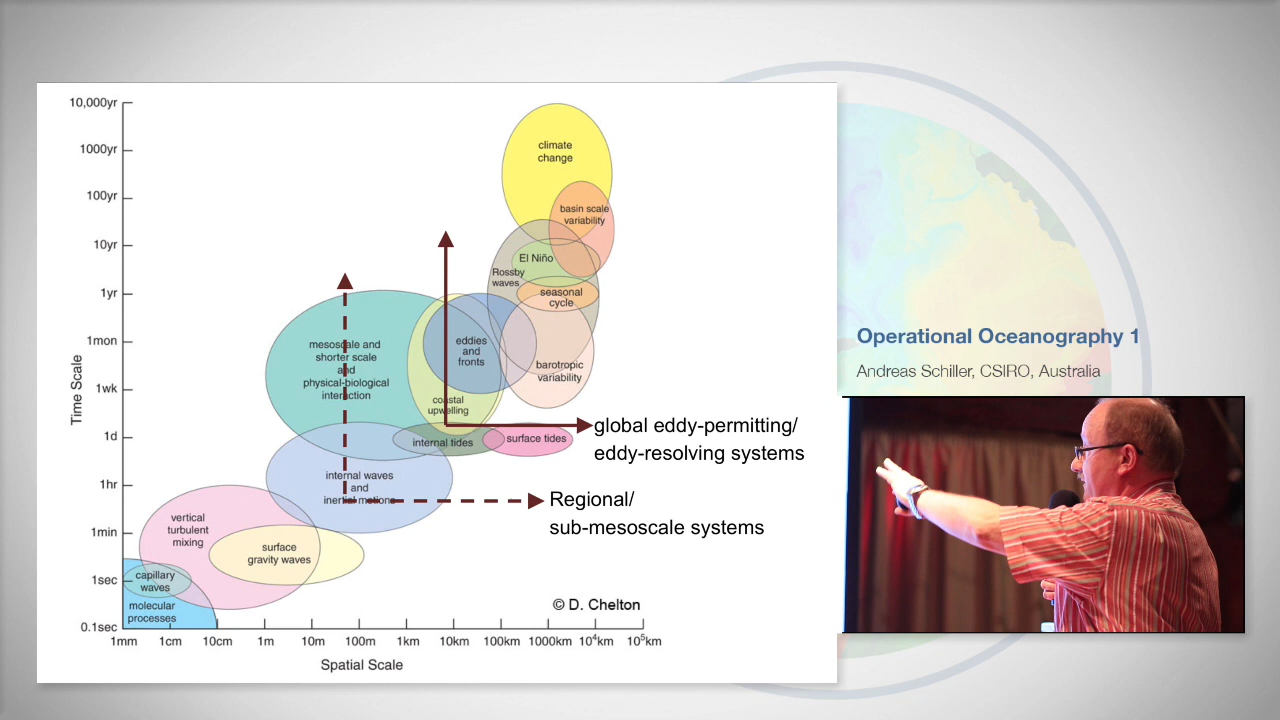 10,000yr
1000yr
100yr
10yr
1yr
1mon
1wk
1d
1hr
1min
1sec
0.1sec
Time Scale
climate
change
basin scale
variability
El Niño
Rossby
waves
seasonal
cycle
mesoscale and
shorter scale
and
physical-biological
interaction
eddies
and
fronts
barotropic
variability
coastal
upwelling
internal tides
surface tides
global eddy-permitting/
eddy-resolving systems
internal waves
and
inertial motions
Regional/
sub-mesoscale systems
vertical
turbulent
mixing
surface
gravity waves
capillary
waves
molecular
processes
© D. Chelton
1mm 1cm 10cm 1m 10m 100m 1km 10km 100km 1000km 10⁴km 10⁵km
Spatial Scale
Operational Oceanography 1
Andreas Schiller, CSIRO, Australia